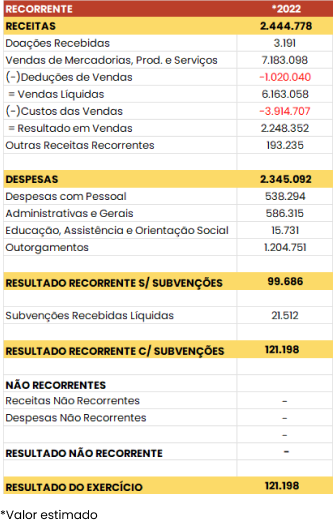 RECORRENTE *2022
RECEITAS 2.444.778
Doações Recebidas 3.191
Vendas de Mercadorias, Prod. e Serviços 7.183.098
(-)Deduções de Vendas -1.020.040
= Vendas Líquidas 6.163.058
(-)Custos das Vendas -3.914.707
= Resultado em Vendas 2.248.352
Outras Receitas Recorrentes 193.235
DESPESAS 2.345.092
Despesas com Pessoal 538.294
Administrativas e Gerais 586.315
Educação, Assistência e Orientação Social 15.731
Outorgamentos 1.204.751
RESULTADO RECORRENTE S/ SUBVENÇÕES 99.686
Subvenções Recebidas Líquidas 21.512
RESULTADO RECORRENTE C/ SUBVENÇÕES 121.198
NÃO RECORRENTES
Receitas Não Recorrentes -
Despesas Não Recorrentes -
-
RESULTADO NÃO RECORRENTE -
RESULTADO DO EXERCÍCIO 121.198
*Valor estimado